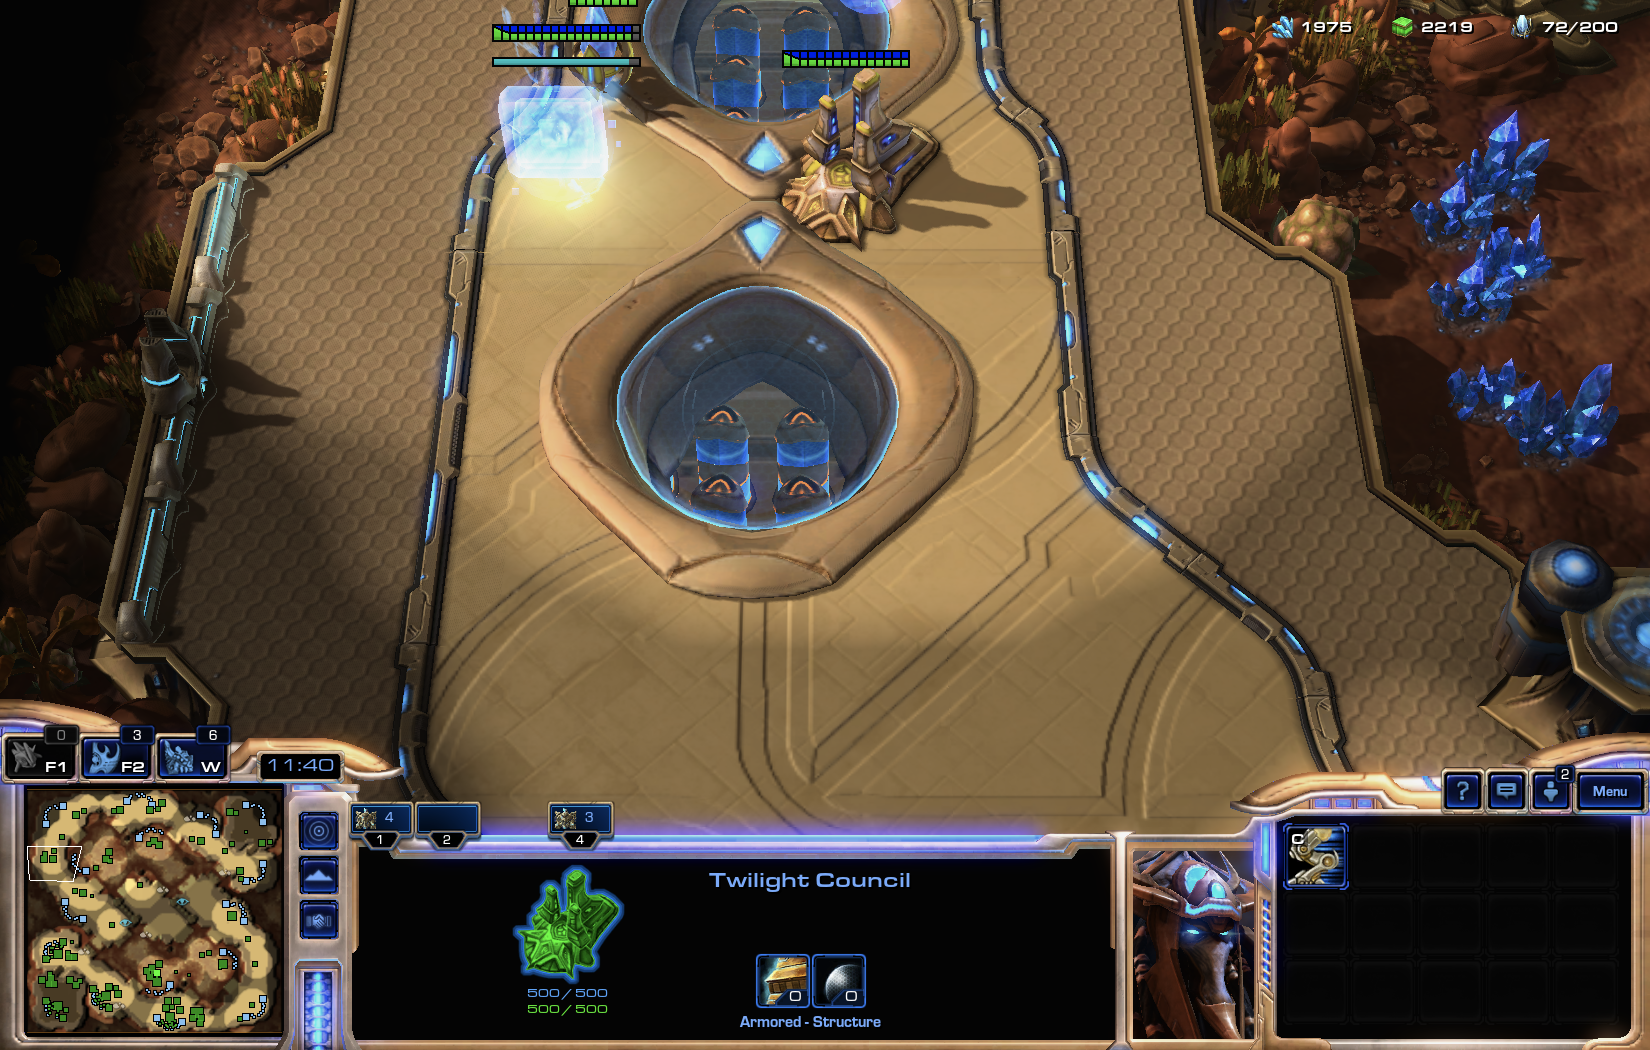 1975 2219 72/200
0 3 6
F1 F2 W
11:40
2
? Menu
4 3
1 2 4
C
Twilight Council
500/500
500/500
0 0
Armored - Structure